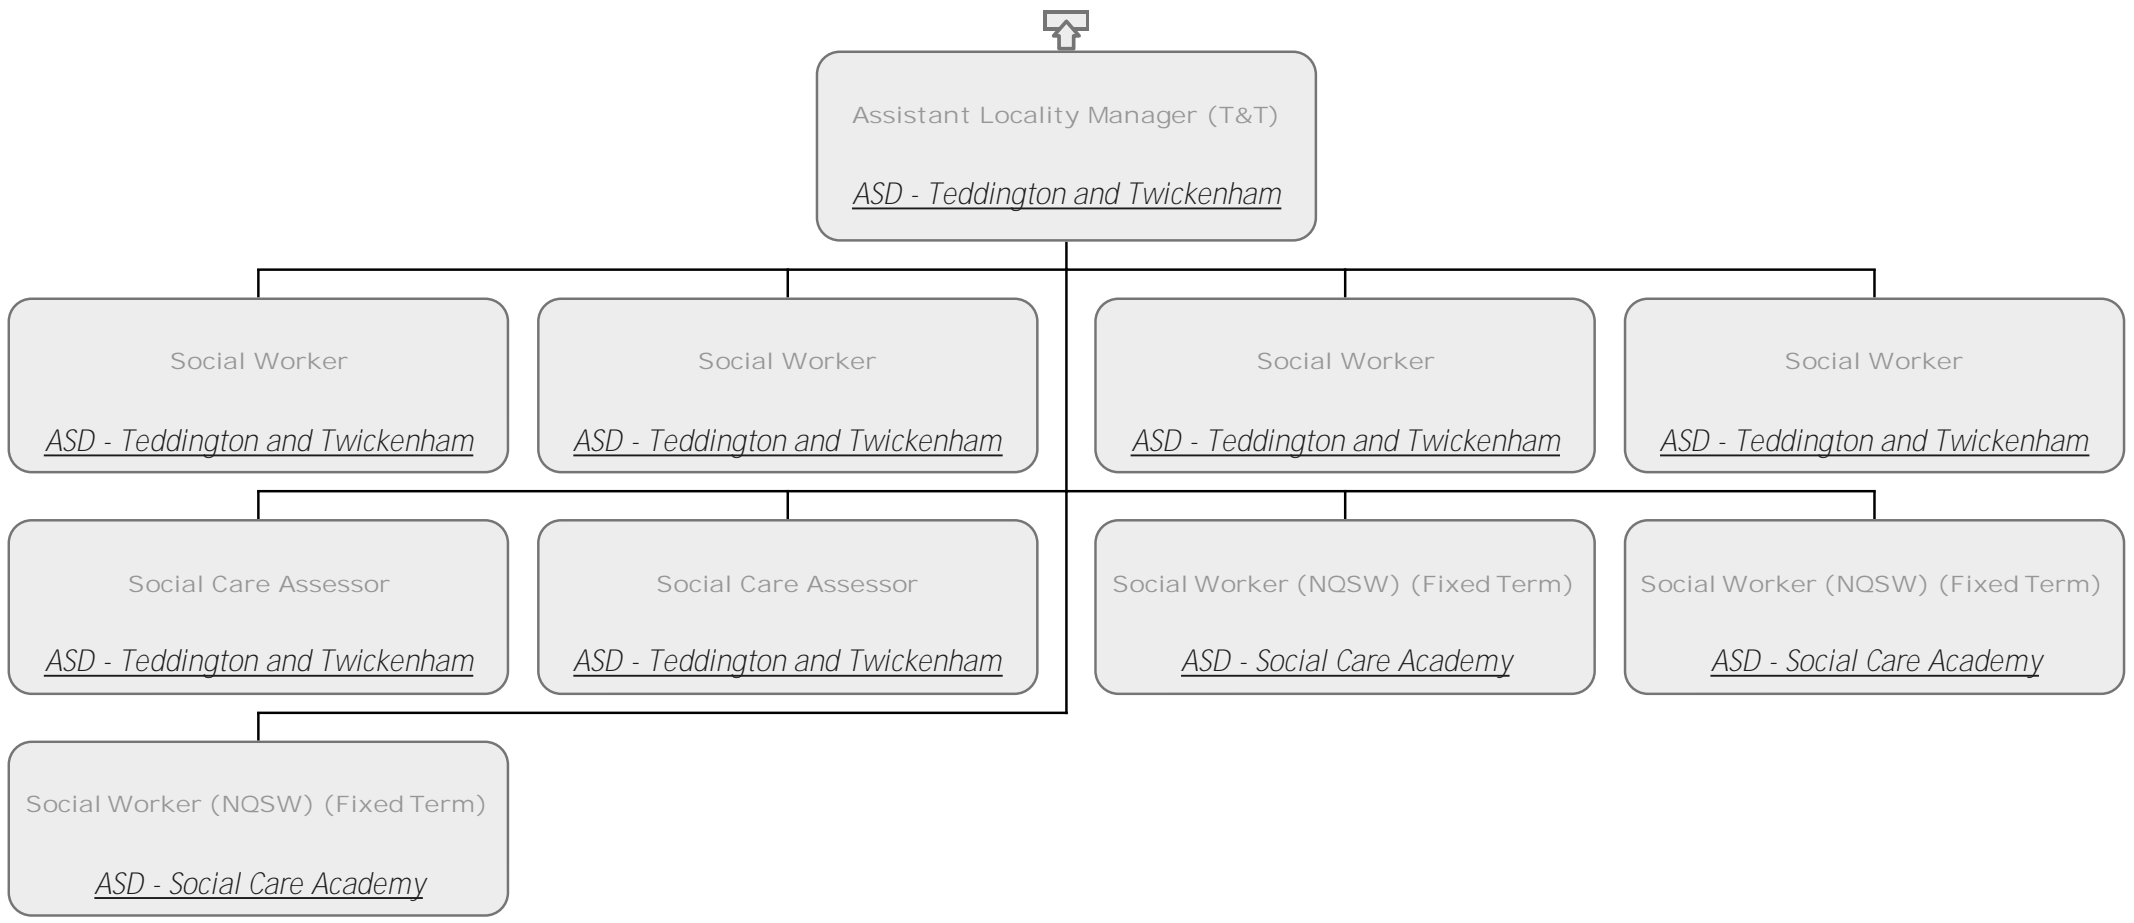 Assistant Locality Manager (T&T)
ASD - Teddington and Twickenham
Social Worker
ASD - Teddington and Twickenham
Social Worker
ASD - Teddington and Twickenham
Social Worker
ASD - Teddington and Twickenham
Social Worker
ASD - Teddington and Twickenham
Social Care Assessor
ASD - Teddington and Twickenham
Social Care Assessor
ASD - Teddington and Twickenham
Social Worker (NQSW) (Fixed Term)
ASD - Social Care Academy
Social Worker (NQSW) (Fixed Term)
ASD - Social Care Academy
Social Worker (NQSW) (Fixed Term)
ASD - Social Care Academy